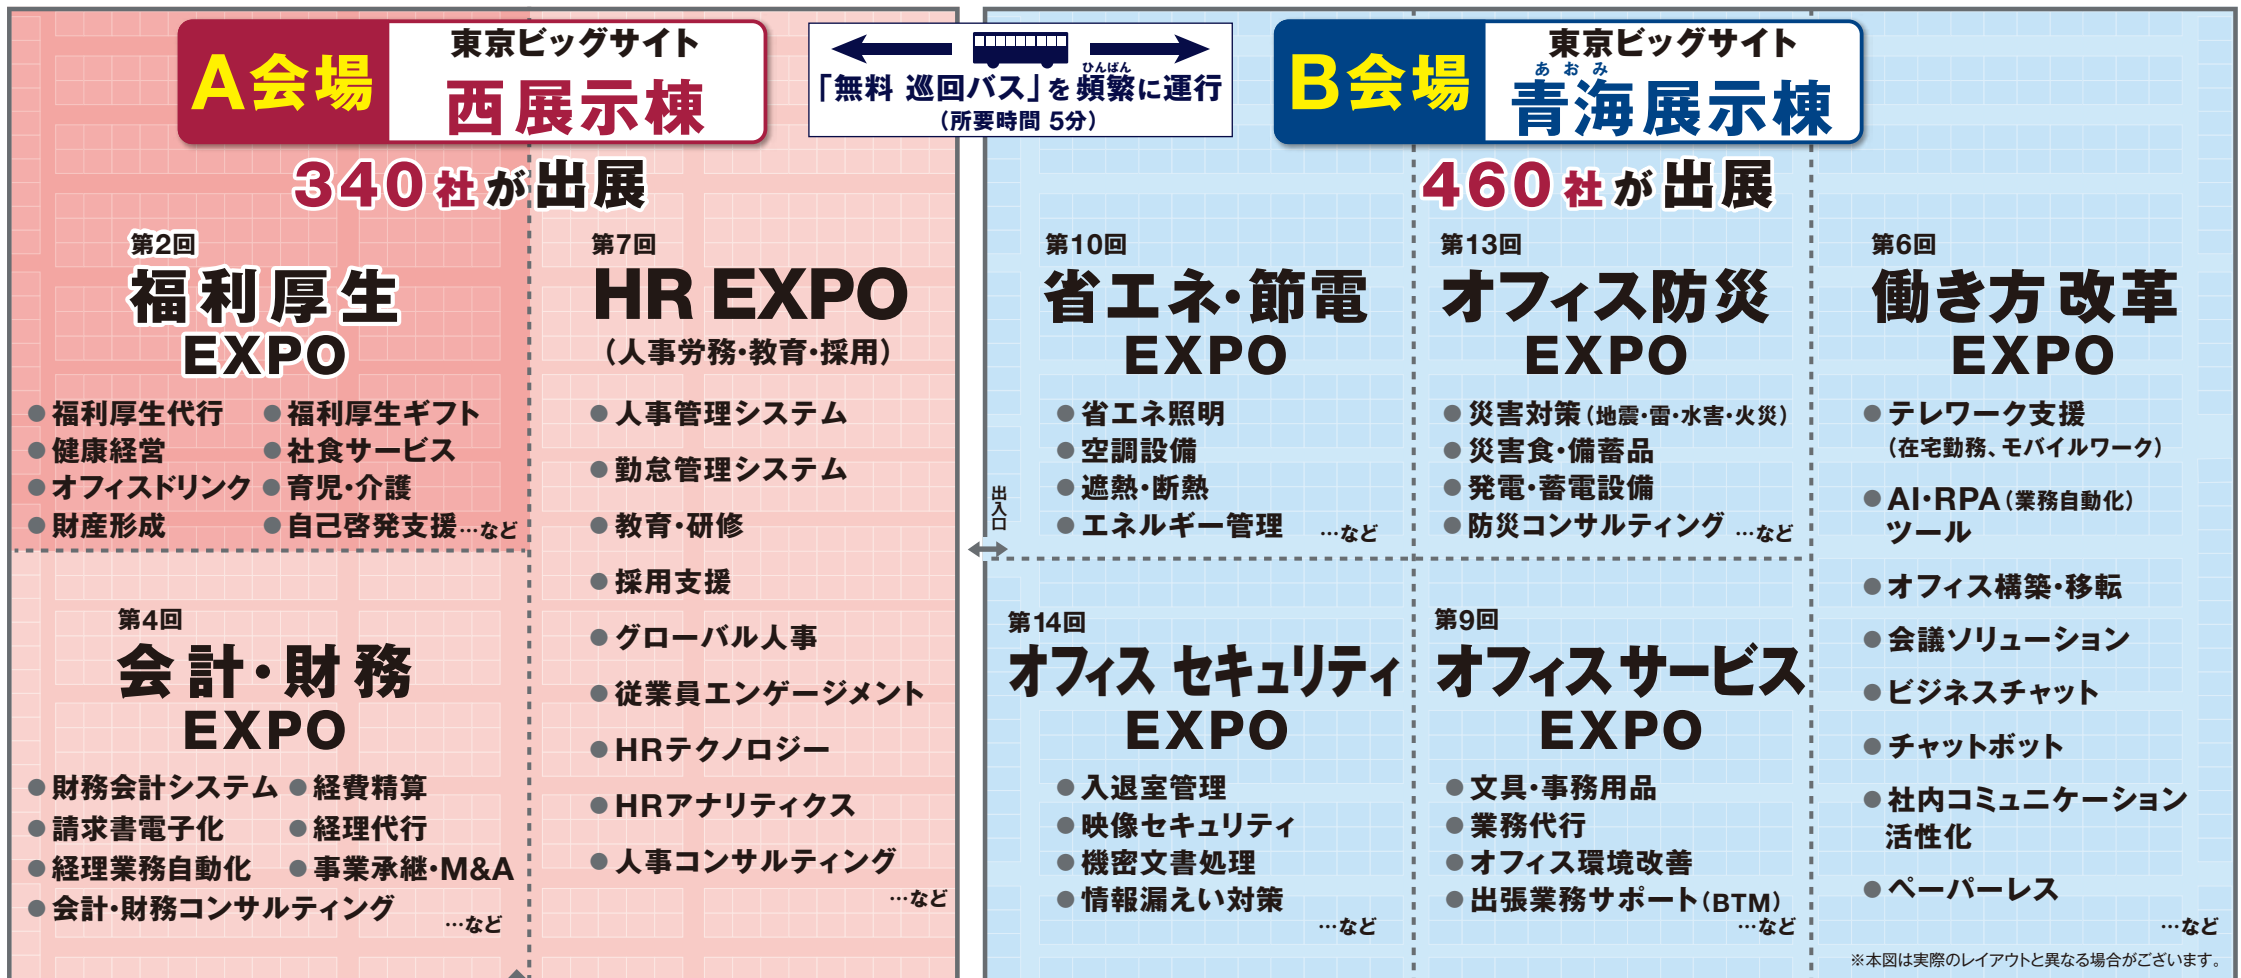 A会場
東京ビッグサイト
西展示棟
340社が出展
「無料 巡回バス」を頻繁に運行
ひんぱん
(所要時間 5分)
B会場
東京ビッグサイト
あおみ
青海展示棟
460社が出展
第2回
福利厚生
EXPO
●福利厚生代行
●健康経営
●オフィスドリンク
●財産形成
●福利厚生ギフト
●社食サービス
●育児・介護
●自己啓発支援…など
第4回
会計・財務
EXPO
●財務会計システム
●請求書電子化
●経理業務自動化
●会計・財務コンサルティング
●経費精算
●経理代行
●事業承継・M&A
…など
第7回
HR EXPO
(人事労務・教育・採用)
●人事管理システム
●勤怠管理システム
●教育・研修
●採用支援
●グローバル人事
●従業員エンゲージメント
●HRテクノロジー
●HRアナリティクス
●人事コンサルティング
…など
出入口
第10回
省エネ・節電
EXPO
●省エネ照明
●空調設備
●遮熱・断熱
●エネルギー管理 …など
第13回
オフィス防災
EXPO
●災害対策(地震・雷・水害・火災)
●災害食・備蓄品
●発電・蓄電設備
●防災コンサルティング …など
第14回
オフィス セキュリティ
EXPO
●入退室管理
●映像セキュリティ
●機密文書処理
●情報漏えい対策
…など
第9回
オフィス サービス
EXPO
●文具・事務用品
●業務代行
●オフィス環境改善
●出張業務サポート(BTM)
…など
第6回
働き方 改革
EXPO
●テレワーク支援
(在宅勤務、モバイルワーク)
●AI・RPA(業務自動化)
ツール
●オフィス構築・移転
●会議ソリューション
●ビジネスチャット
●チャットボット
●社内コミュニケーション
活性化
●ペーパーレス
…など
※本図は実際のレイアウトと異なる場合がございます。